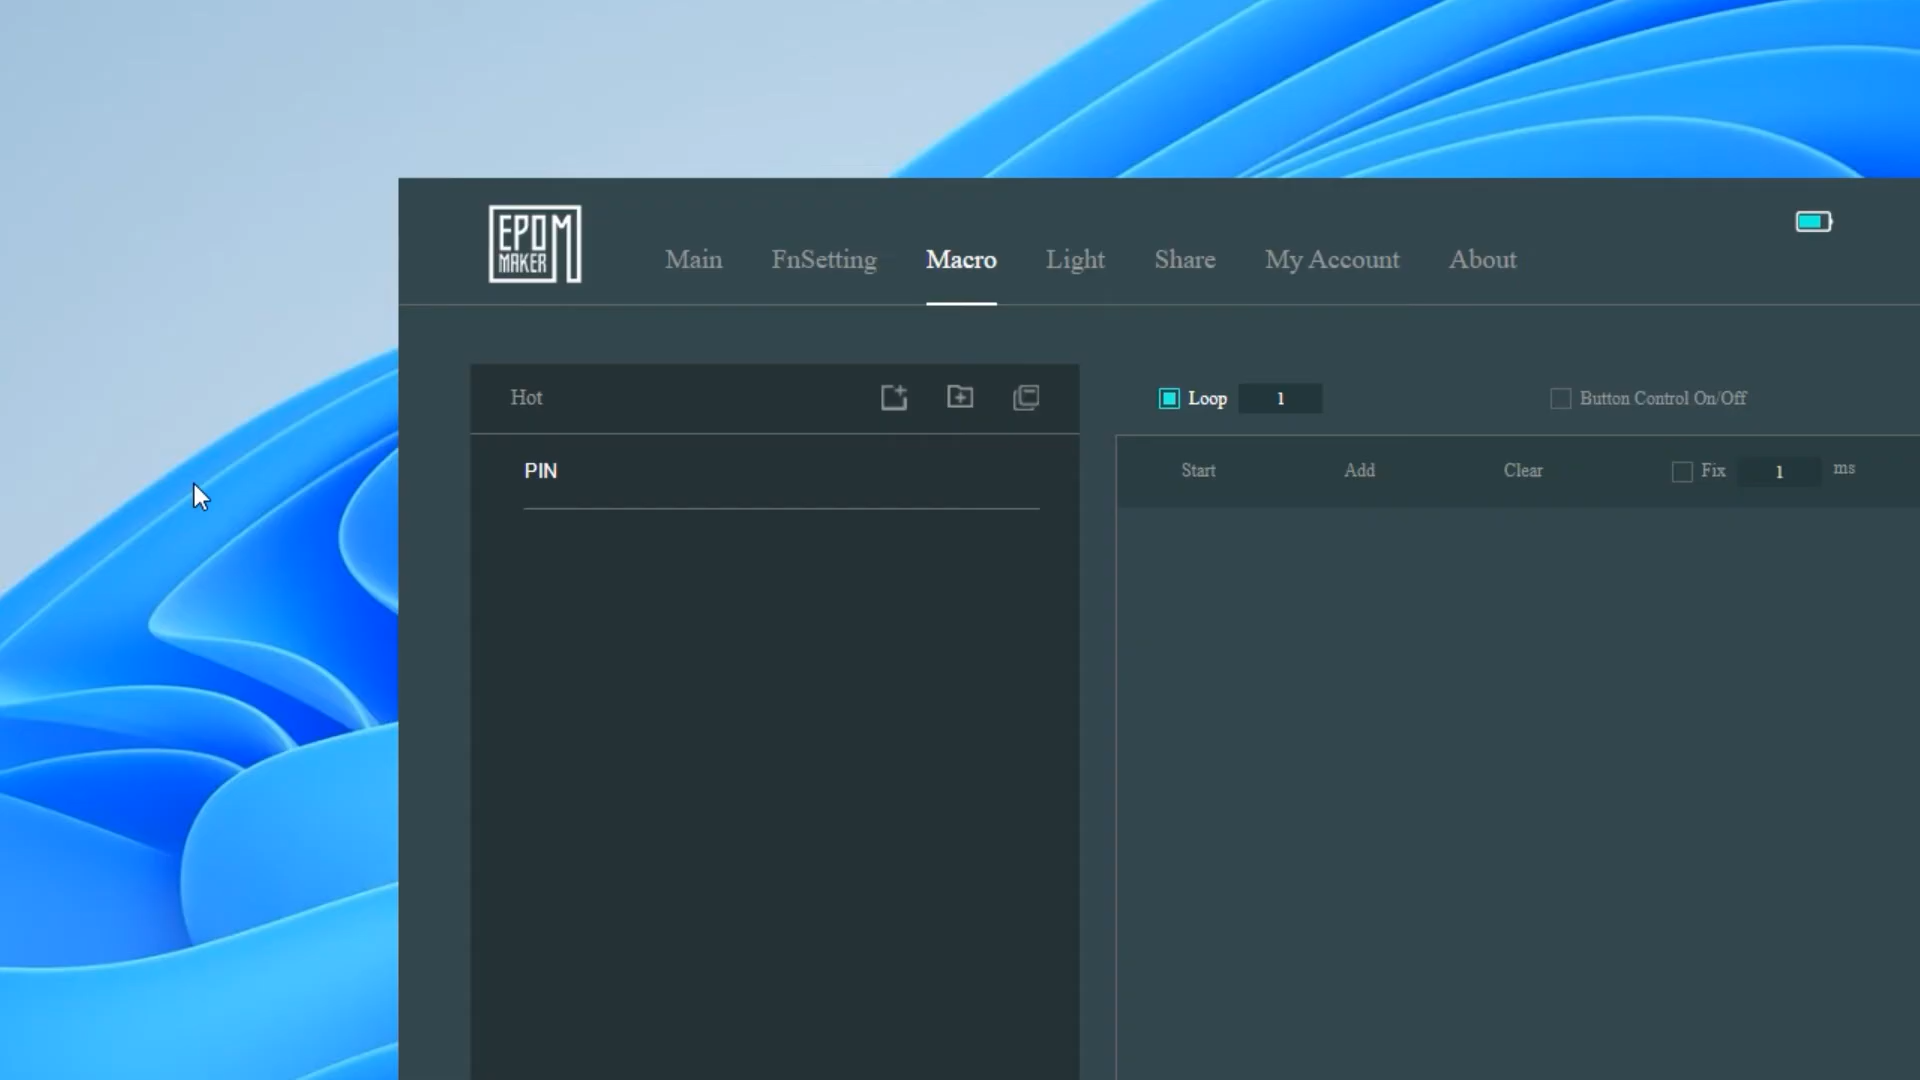 EPOM
MAKER
Main FnSetting Macro Light Share My Account About
Hot
Loop 1 Button Control On/Off
PIN
Start Add Clear Fix 1 ms